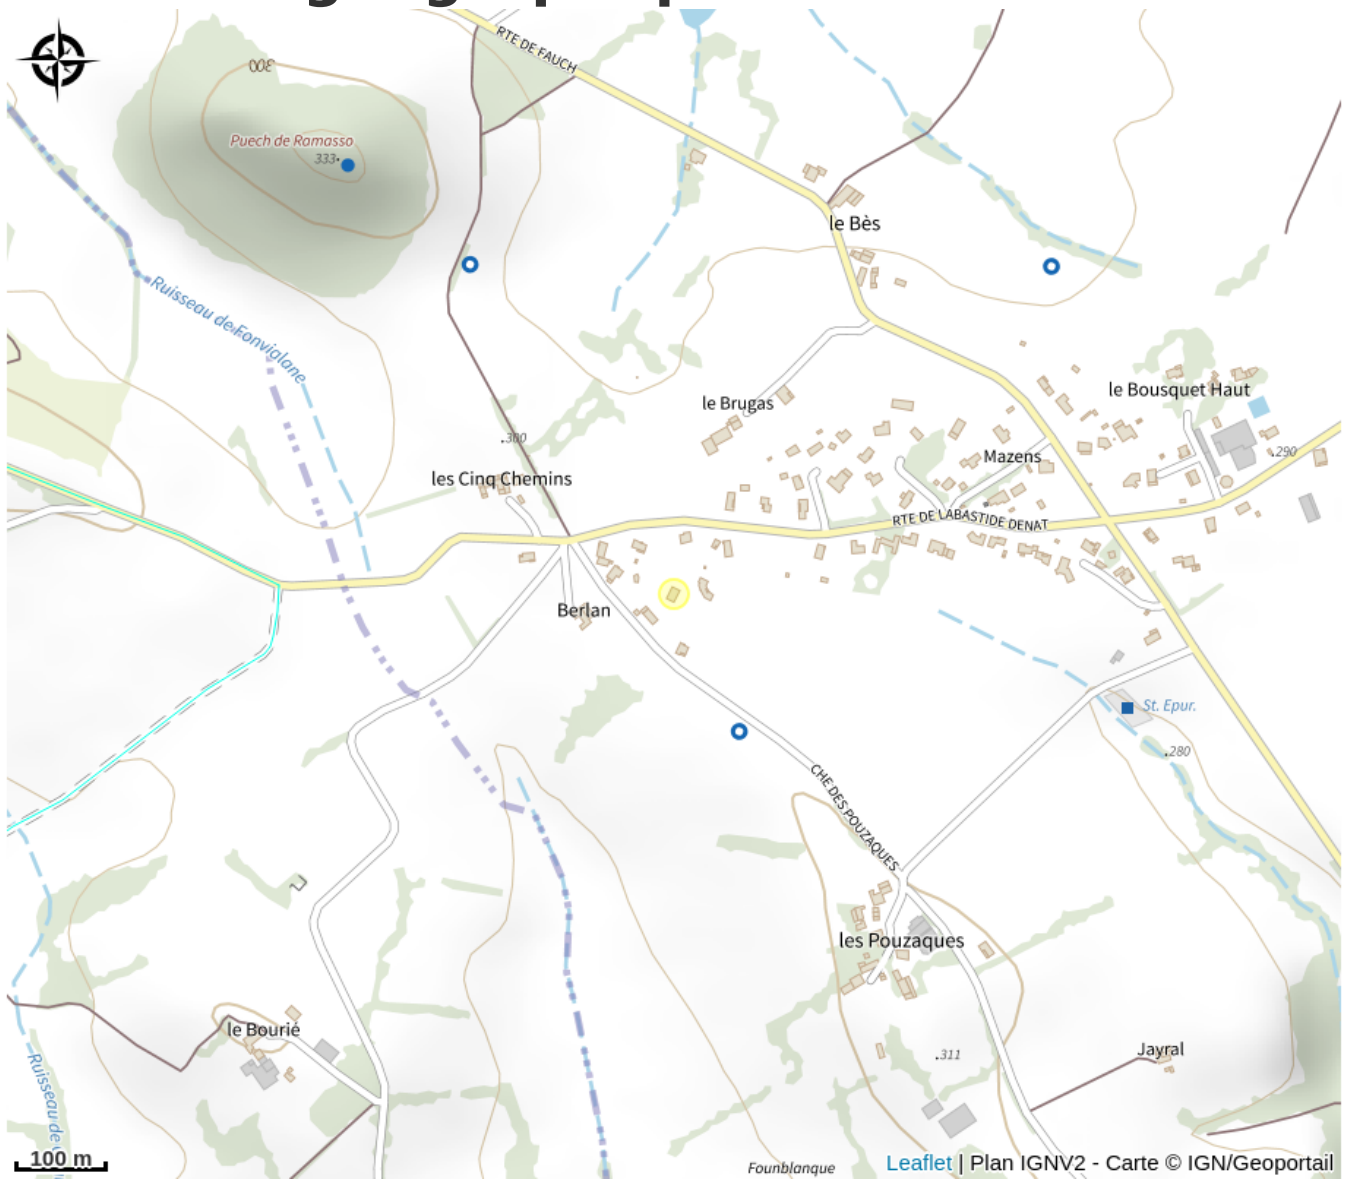 RTE DE FAUCH
300
Puech de Ramasso
333
le Bès
Ruisseau de Fonvialane
le Bousquet Haut
le Brugas
.300
Mazens
.290
les Cinq Chemins
RTE DE LABASTIDE DENAT
Berlan
St. Epur.
.280
CHE DES POUZAQUES
les Pouzaques
le Bourié
.311
Jayral
Ruisseau de
100 m
Founblanque
Leaflet | Plan IGNV2 - Carte © IGN/Geoportail